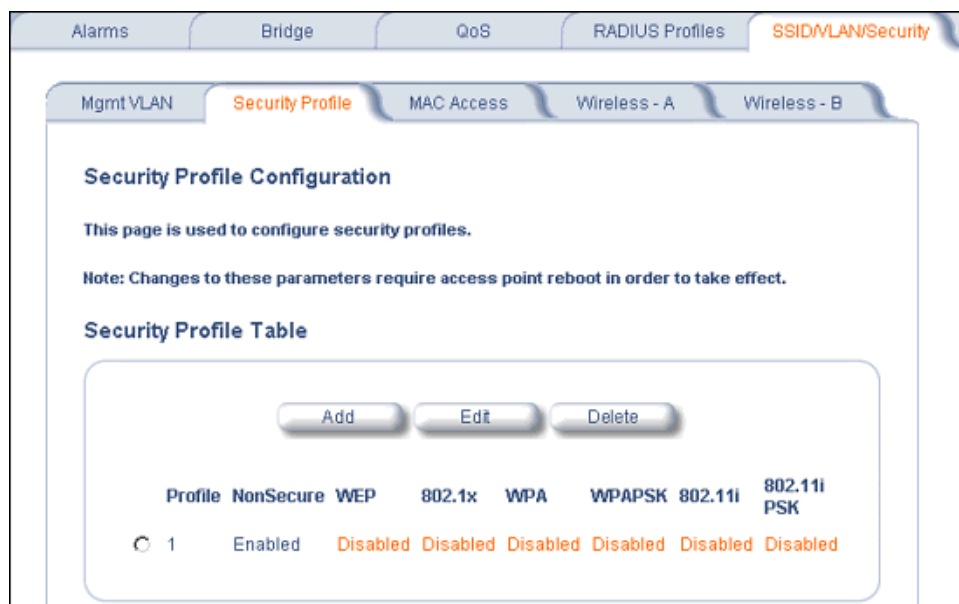 Alarms Bridge QoS RADIUS Profiles SSID/VLAN/Security
Mgmt VLAN Security Profile MAC Access Wireless - A Wireless - B
Security Profile Configuration
This page is used to configure security profiles.
Note: Changes to these parameters require access point reboot in order to take effect.
Security Profile Table
Add Edit Delete
Profile NonSecure WEP 802.1x WPA WPAPSK 802.11i 802.11i PSK
1 Enabled Disabled Disabled Disabled Disabled Disabled Disabled